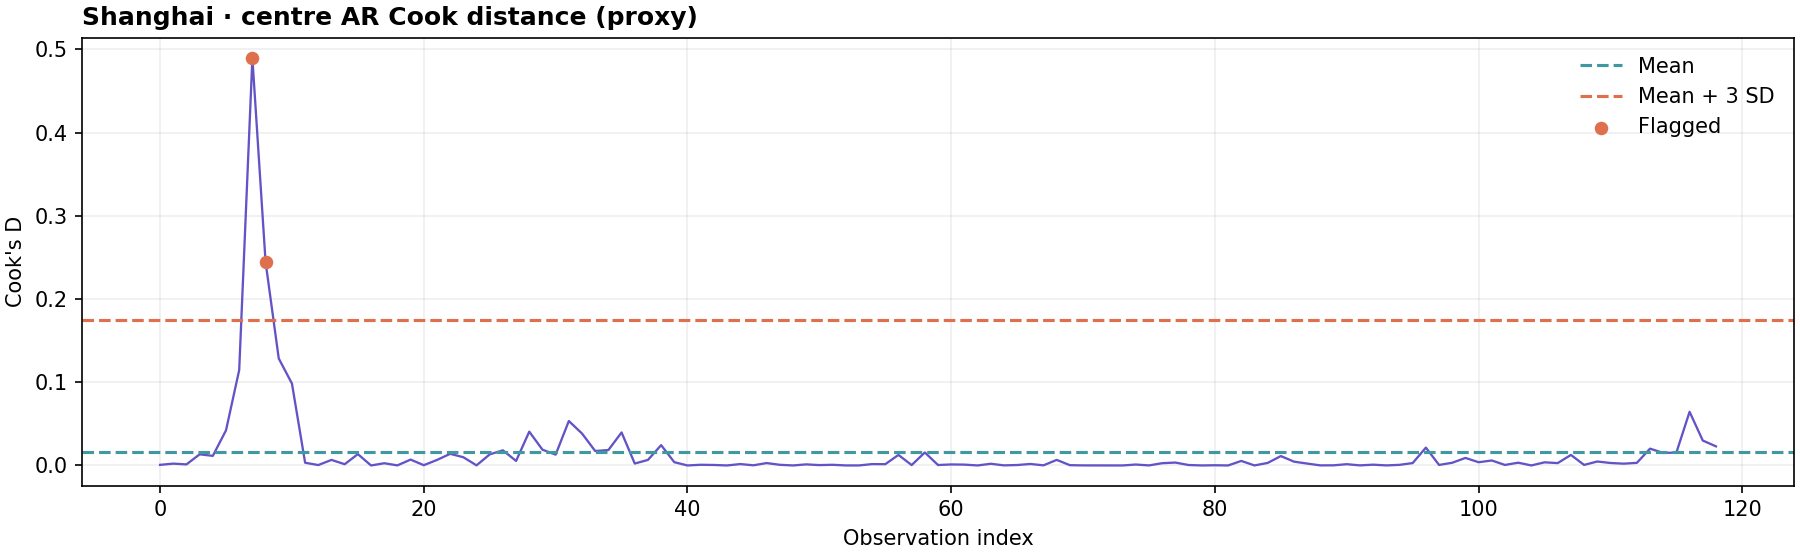 Shanghai · centre AR Cook distance (proxy)
Cook's D
0.5
0.4
0.3
0.2
0.1
0.0
Mean
Mean + 3 SD
Flagged
0 20 40 60 80 100 120
Observation index